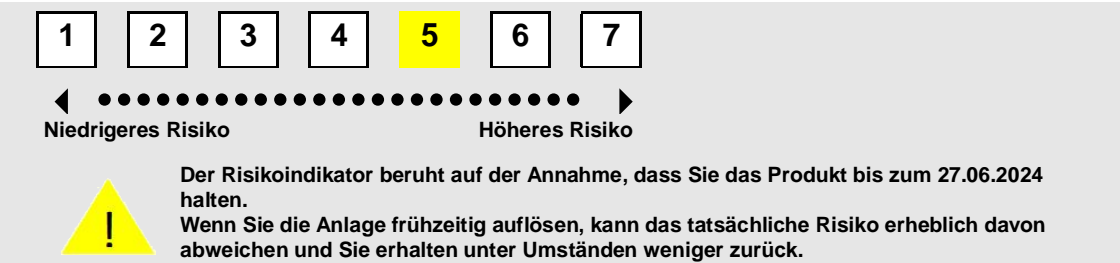 1 2 3 4 5 6 7
Niedrigeres Risiko Höheres Risiko
Der Risikoindikator beruht auf der Annahme, dass Sie das Produkt bis zum 27.06.2024
halten.
Wenn Sie die Anlage frühzeitig auflösen, kann das tatsächliche Risiko erheblich davon
abweichen und Sie erhalten unter Umständen weniger zurück.
!